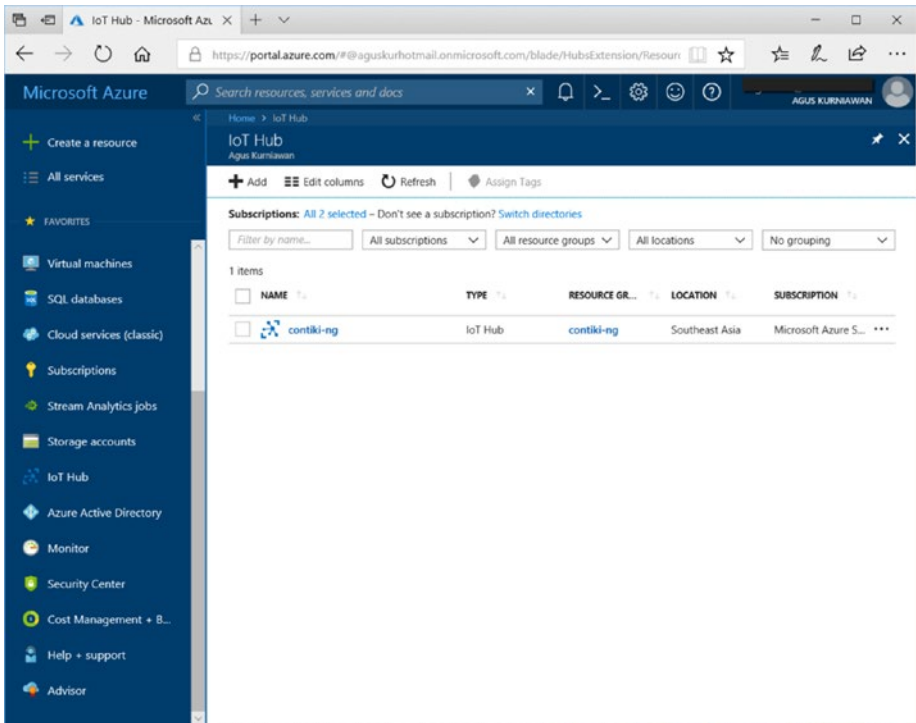 IoT Hub - Microsoft Azu
https://portal.azure.com/#@aguskurhotmail.onmicrosoft.com/blade/HubsExtension/Resour
Microsoft Azure
Search resources, services and docs
AGUS KURNIAWAN
Create a resource
All services
FAVORITES
Virtual machines
SQL databases
Cloud services (classic)
Subscriptions
Stream Analytics jobs
Storage accounts
IoT Hub
Azure Active Directory
Monitor
Security Center
Cost Management + B...
Help + support
Advisor
Home > IoT Hub
IoT Hub
Agus Kurniawan
Add Edit columns Refresh Assign Tags
Subscriptions: All 2 selected – Don't see a subscription? Switch directories
Filter by name... All subscriptions All resource groups All locations No grouping
1 items
NAME TYPE RESOURCE GR... LOCATION SUBSCRIPTION
contiki-ng IoT Hub contiki-ng Southeast Asia Microsoft Azure S... ...